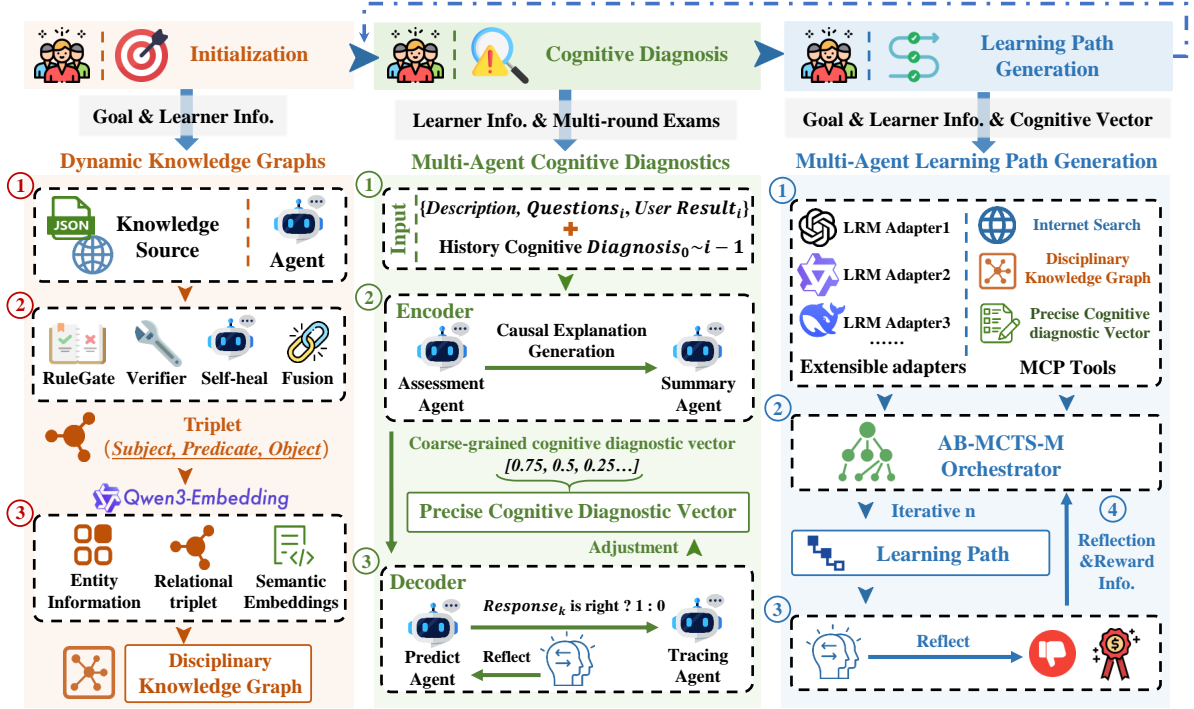 Initialization
Cognitive Diagnosis
Learning Path
Generation
Goal & Learner Info.
Learner Info. & Multi-round Exams
Goal & Learner Info. & Cognitive Vector
Dynamic Knowledge Graphs
1
JSON
Knowledge
Source
Agent
2
RuleGate
Verifier
Self-heal
Fusion
Triplet
(Subject, Predicate, Object)
Qwen3-Embedding
3
Entity
Information
Relational
triplet
Semantic
Embeddings
Disciplinary
Knowledge Graph
Multi-Agent Cognitive Diagnostics
1
Input
{Description, Questions_i, User Result_i}
History Cognitive Diagnosis_0~i − 1
2
Encoder
Causal Explanation
Generation
Assessment
Agent
Summary
Agent
Coarse-grained cognitive diagnostic vector
[0.75, 0.5, 0.25…]
Precise Cognitive Diagnostic Vector
Adjustment
3
Decoder
Response_k is right ? 1 : 0
Predict
Agent
Reflect
Tracing
Agent
Multi-Agent Learning Path Generation
1
LRM Adapter1
LRM Adapter2
LRM Adapter3
......
Extensible adapters
Internet Search
Disciplinary
Knowledge Graph
Precise Cognitive
diagnostic Vector
MCP Tools
2
AB-MCTS-M
Orchestrator
Iterative n
Learning Path
4
Reflection
&Reward
Info.
3
Reflect